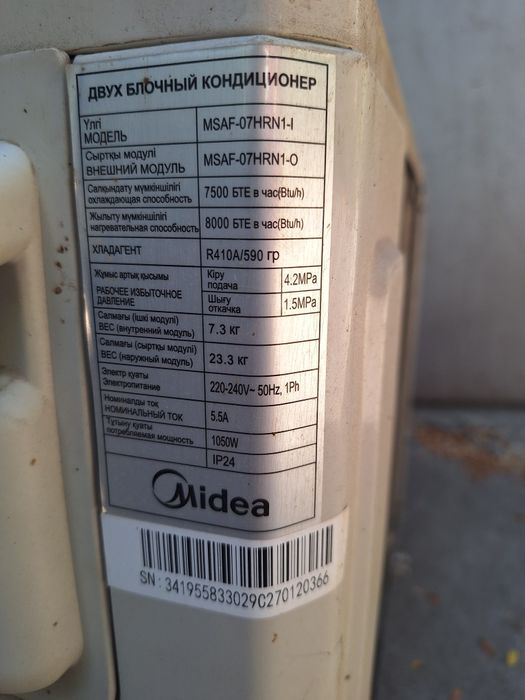 ДВУХ БЛОЧНЫЙ КОНДИЦИОНЕР
Үлгі
МОДЕЛЬ
MSAF-07HRN1-I
Сыртқы модулі
ВНЕШНИЙ МОДУЛЬ
MSAF-07HRN1-O
Салқындату мүмкіншілігі
охлаждающая способность
7500 БТЕ в час(Btu/h)
Жылыту мүмкіншілігі
нагревательная способность
8000 БТЕ в час(Btu/h)
ХЛАДАГЕНТ
R410A/590 гр
Жұмыс артық қысымы
РАБОЧЕЕ ИЗБЫТОЧНОЕ
ДАВЛЕНИЕ
Кіру
подача
4.2MPa
Шығу
откачка
1.5MPa
Салмағы (ішкі модулі)
ВЕС (внутренний модуль)
7.3 кг
Салмағы (сыртқы модулі)
ВЕС (наружный модуль)
23.3 кг
Электр қуаты
Электропитание
220-240V~ 50Hz, 1Ph
Номиналды ток
НОМИНАЛЬНЫЙ ТОК
5.5A
Тұтыну қуаты
потребляемая мощность
1050W
IP24
Midea
SN: 341955833029C270120366